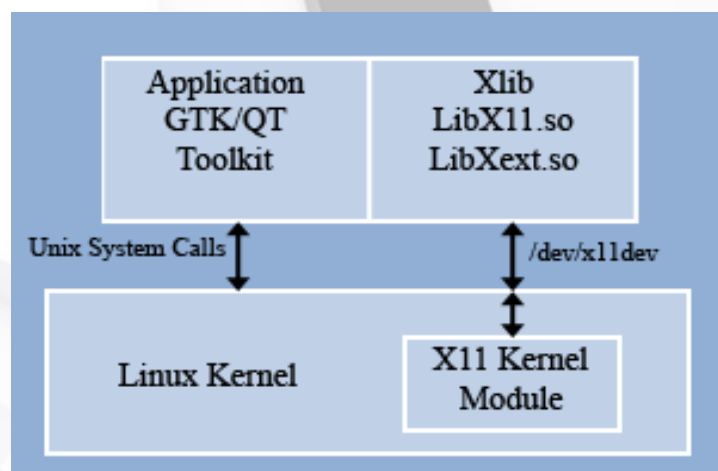 Application
GTK/QT
Toolkit
Xlib
LibX11.so
LibXext.so
Unix System Calls
/dev/x11dev
Linux Kernel
X11 Kernel
Module